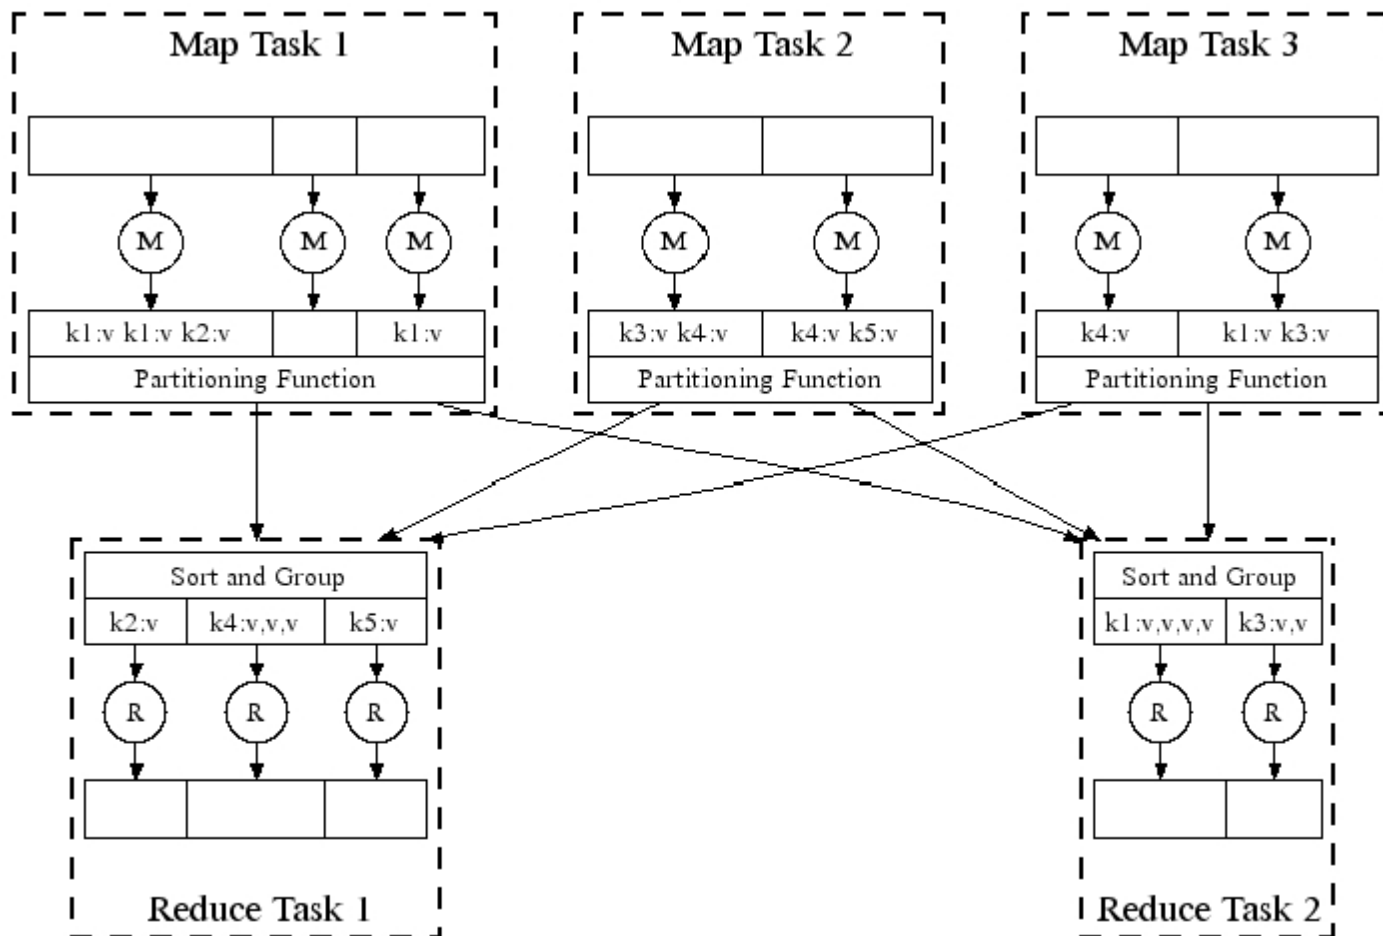 Map Task 1
Map Task 2
Map Task 3
M
M
M
M
M
M
M
k1:v k1:v k2:v
k1:v
k3:v k4:v
k4:v k5:v
k4:v
k1:v k3:v
Partitioning Function
Partitioning Function
Partitioning Function
Sort and Group
Sort and Group
k2:v
k4:v,v,v
k5:v
k1:v,v,v,v
k3:v,v
R
R
R
R
R
Reduce Task 1
Reduce Task 2